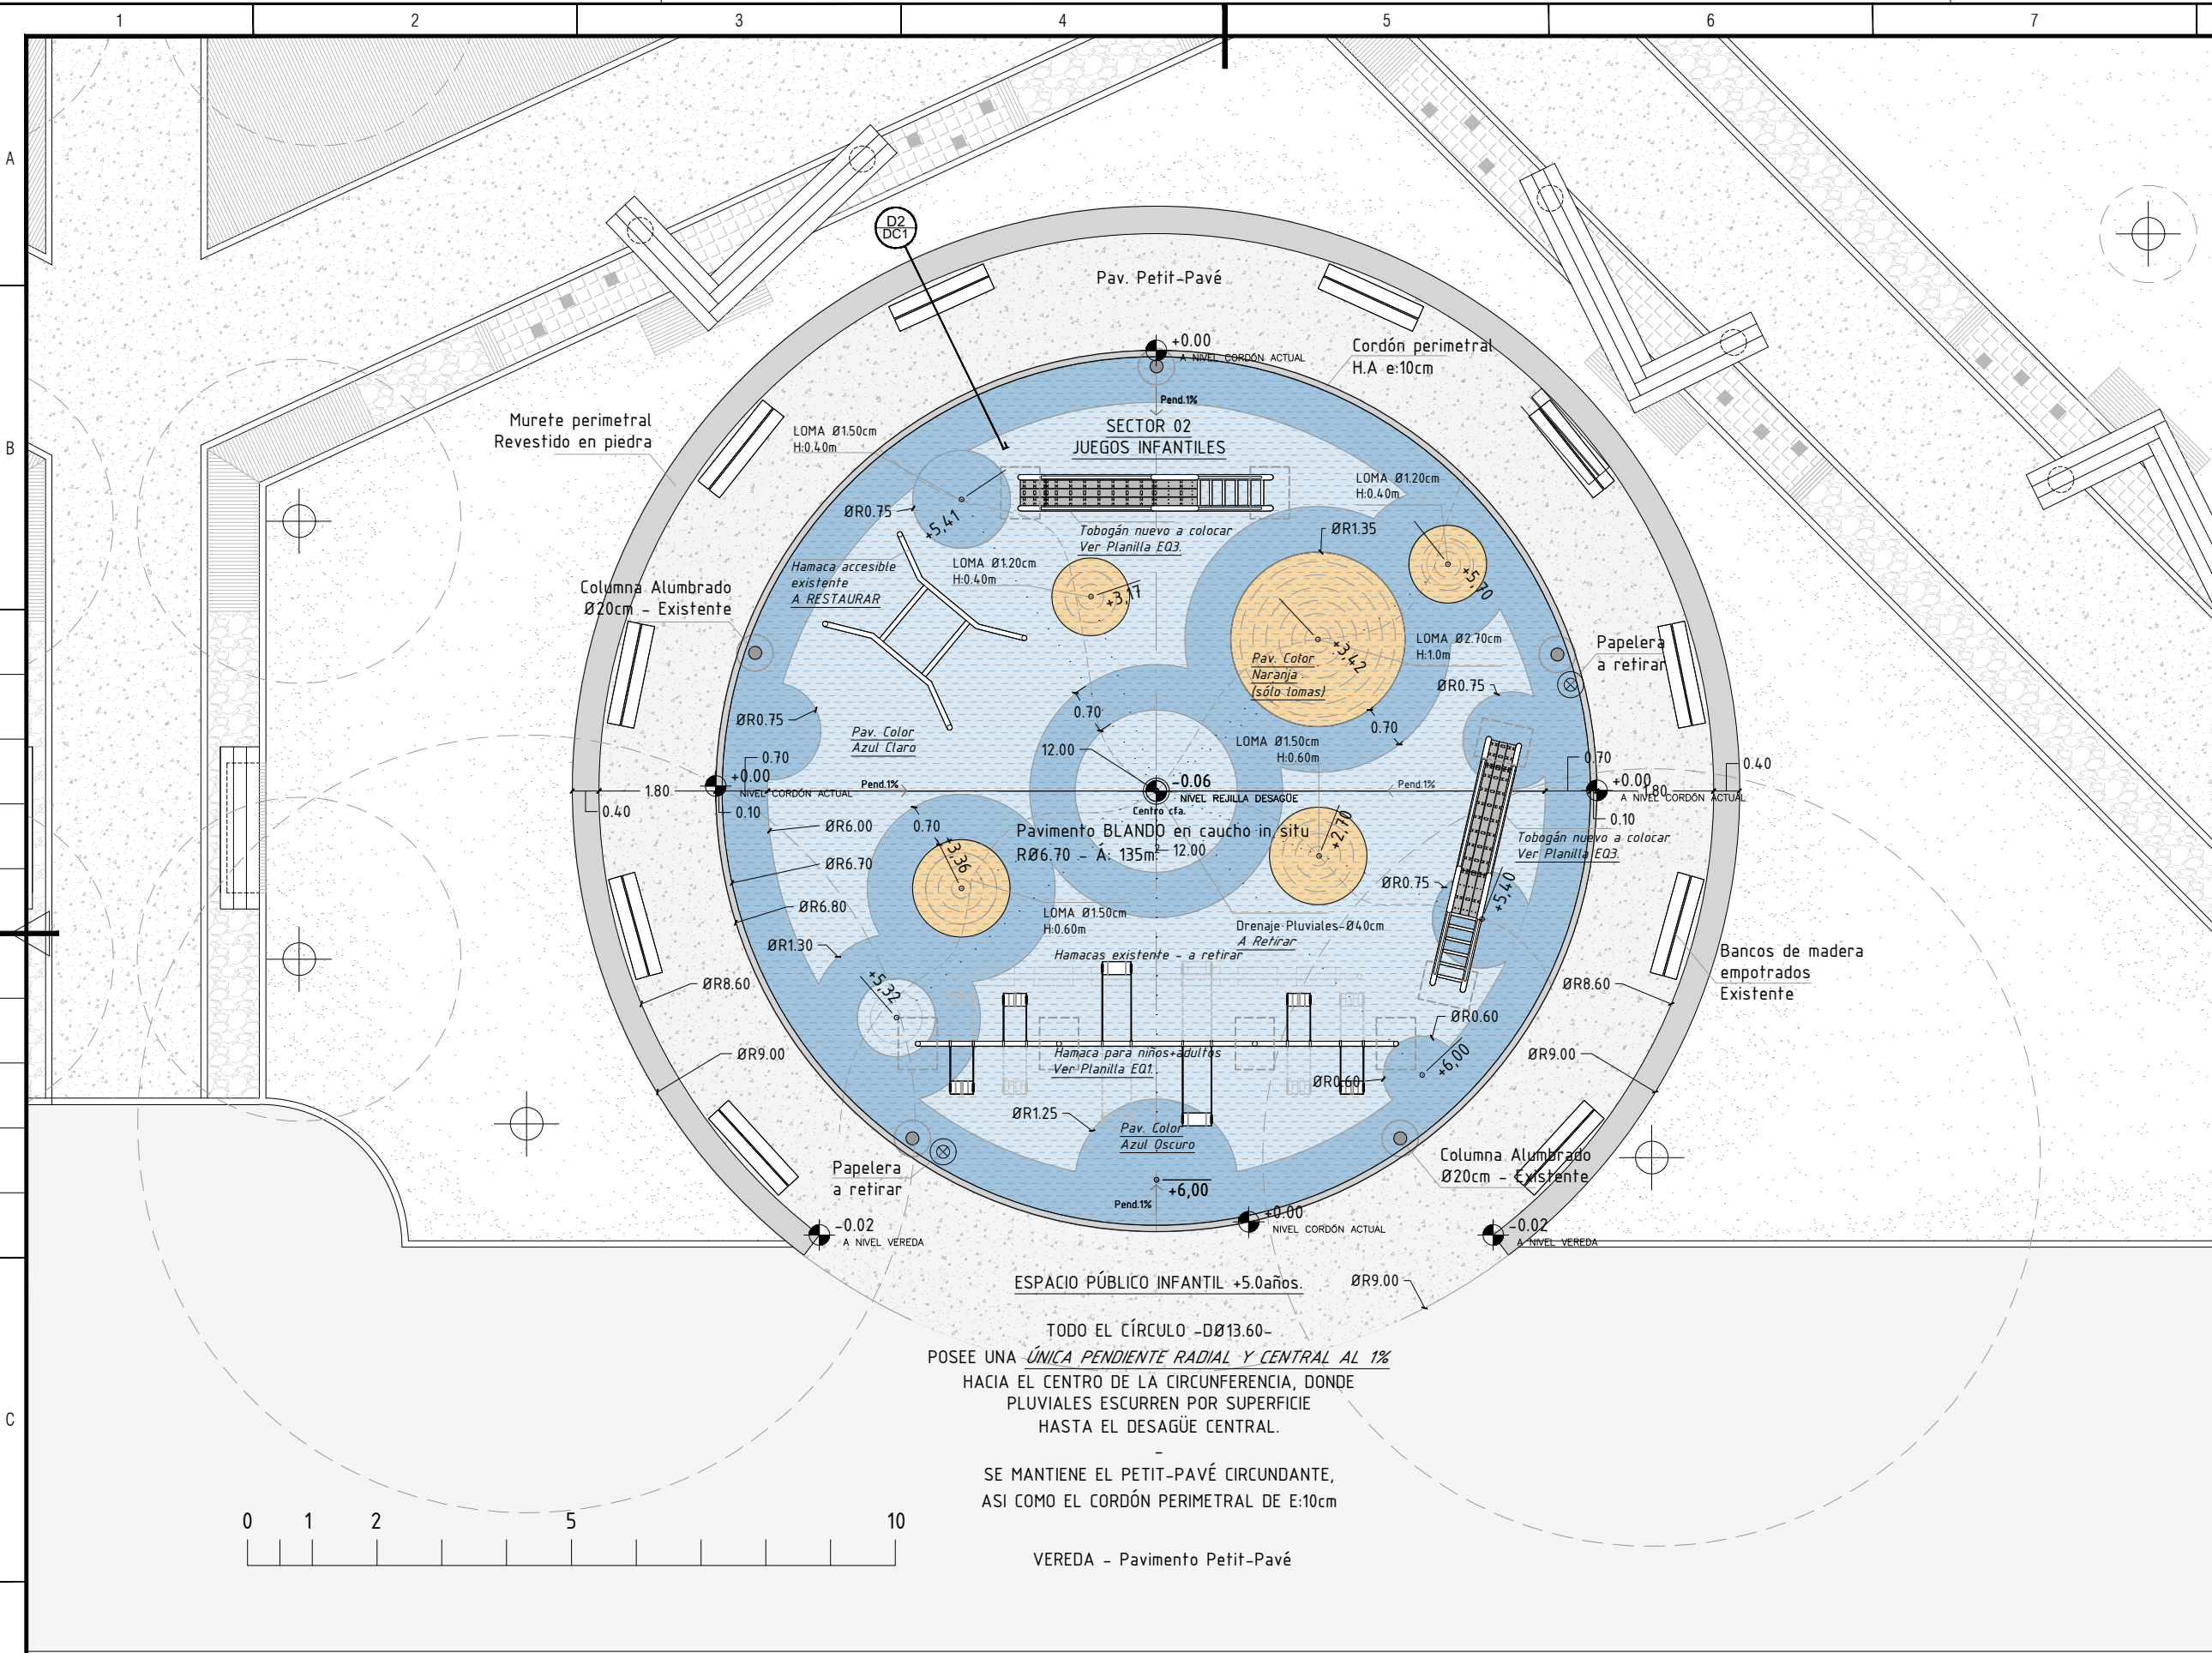 1
2
3
4
5
6
7
A
B
C
D2
DC1
Pav. Petit-Pavé
+0.00
A NIVEL CORDÓN ACTUAL
Cordón perimetral
H.A e:10cm
Pend.1%
SECTOR 02
JUEGOS INFANTILES
Murete perimetral
Revestido en piedra
LOMA Ø1.50cm
H:0.40m
LOMA Ø1.20cm
H:0.40m
ØR0.75
+5,41
Tobogán nuevo a colocar
Ver Planilla EQ3.
ØR1.35
Hamaca accesible
existente
A RESTAURAR
LOMA Ø1.20cm
H:0.40m
+3,17
+5,70
Columna Alumbrado
Ø20cm - Existente
+3,42
LOMA Ø2.70cm
H:1.0m
Pav. Color
Naranja
(sólo lomas)
Papelera
a retirar
ØR0.75
ØR0.75
0.70
0.70
Pav. Color
Azul Claro
12.00
LOMA Ø1.50cm
H:0.60m
0.70
+0.00
NIVEL CORDÓN ACTUAL
Pend.1%
-0.06
NIVEL REJILLA DESAGÜE
Centro cfa.
Pend.1%
0.70
+0.00
A NIVEL CORDÓN ACTUAL
0.40
1.80
1.80
0.40
0.10
0.10
ØR6.00
0.70
Pavimento BLANDO en caucho in situ
RØ6.70 - Á: 135m²
12.00
+2,70
Tobogán nuevo a colocar
Ver Planilla EQ3.
ØR6.70
+3,36
ØR0.75
+5,40
ØR6.80
LOMA Ø1.50cm
H:0.60m
Drenaje Pluviales-Ø40cm
A Retirar
ØR1.30
Hamacas existente - a retirar
Bancos de madera
empotrados
Existente
ØR8.60
+5,32
ØR8.60
ØR0.60
ØR9.00
Hamaca para niños+adultos
Ver Planilla EQ1.
+6,00
ØR9.00
ØR0.60
ØR1.25
Pav. Color
Azul Oscuro
Papelera
a retirar
Columna Alumbrado
Ø20cm - Existente
+6,00
Pend.1%
-0.02
A NIVEL VEREDA
+0.00
NIVEL CORDÓN ACTUAL
-0.02
A NIVEL VEREDA
ESPACIO PÚBLICO INFANTIL +5.0años.
ØR9.00
TODO EL CÍRCULO -DØ13.60-
POSEE UNA ÚNICA PENDIENTE RADIAL Y CENTRAL AL 1%
HACIA EL CENTRO DE LA CIRCUNFERENCIA, DONDE
PLUVIALES ESCURREN POR SUPERFICIE
HASTA EL DESAGÜE CENTRAL.
-
SE MANTIENE EL PETIT-PAVÉ CIRCUNDANTE,
ASI COMO EL CORDÓN PERIMETRAL DE E:10cm
0 1 2 5 10
VEREDA - Pavimento Petit-Pavé